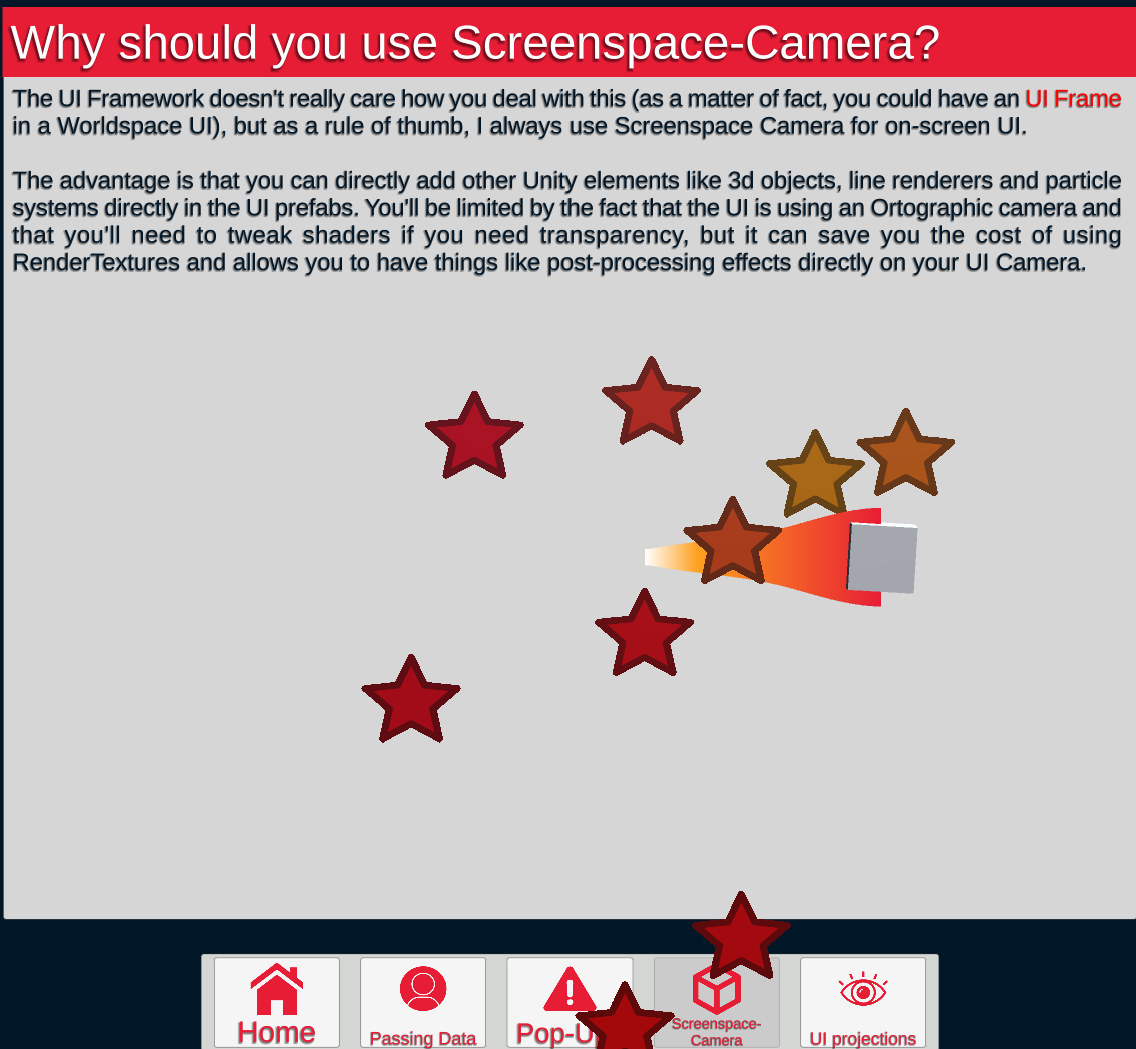 Why should you use Screenspace-Camera?
The UI Framework doesn't really care how you deal with this (as a matter of fact, you could have an UI Frame
in a Worldspace UI), but as a rule of thumb, I always use Screenspace Camera for on-screen UI.
The advantage is that you can directly add other Unity elements like 3d objects, line renderers and particle
systems directly in the UI prefabs. You'll be limited by the fact that the UI is using an Ortographic camera and
that you'll need to tweak shaders if you need transparency, but it can save you the cost of using
RenderTextures and allows you to have things like post-processing effects directly on your UI Camera.
Home
Passing Data
Pop-U
Screenspace-
Camera
UI projections